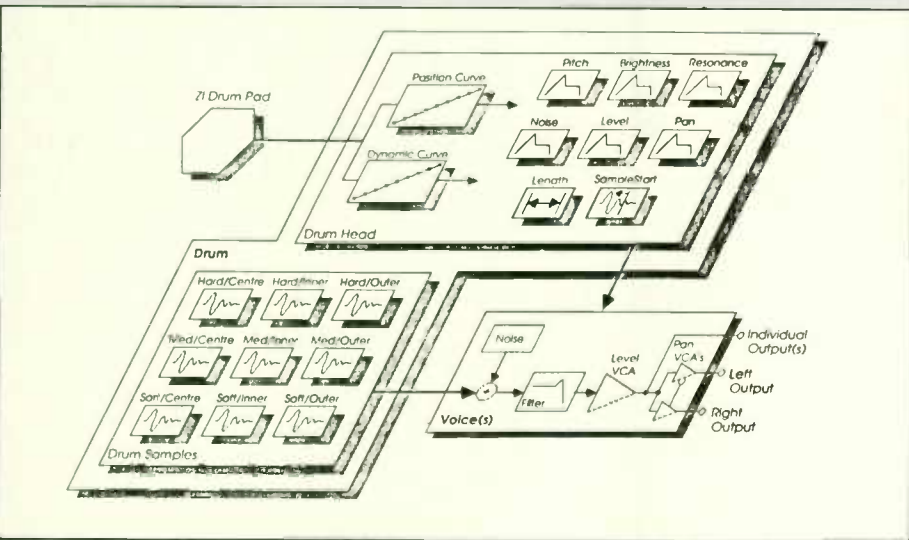 Pitch Brightness Resonance
Position Curve
ZI Drum Pad
Noise Level Pan
Dynamic Curve
Length SampleStart
Drum Head
Drum
Hard/Centre Hard/Inner Hard/Outer
Med/Centre Med/Inner Med/Outer
Soft/Centre Soft/Inner Soft/Outer
Drum Samples
Noise
Filter
Level
VCA
Pan
VCA's
Voice(s)
Individual
Output(s)
Left
Output
Right
Output